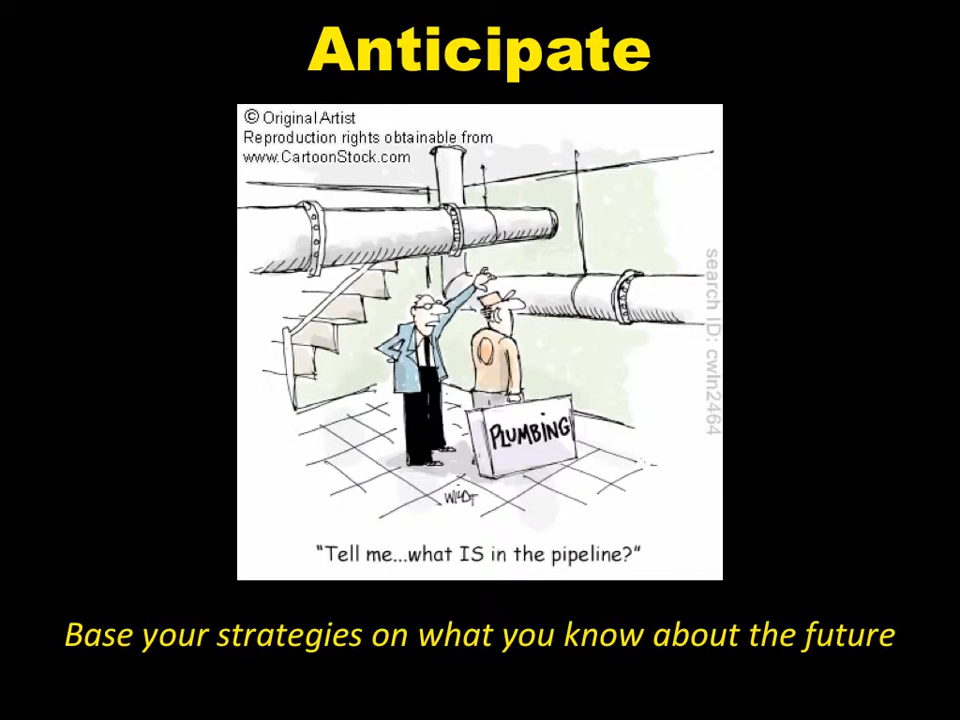 Anticipate
© Original Artist
Reproduction rights obtainable from
www.CartoonStock.com
search ID: cwln2464
PLUMBING
WILDT
“Tell me...what IS in the pipeline?”
Base your strategies on what you know about the future